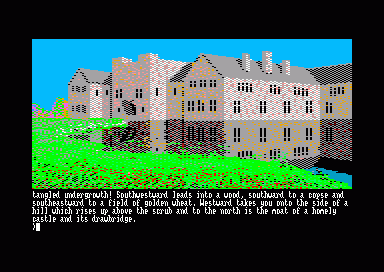 tangled undergrowth! Southwestward leads into a wood, southward to a copse and
southeastward to a field of golden wheat. Westward takes you onto the side of a
hill which rises up above the scrub and to the north is the moat of a homely
castle and its drawbridge.
>